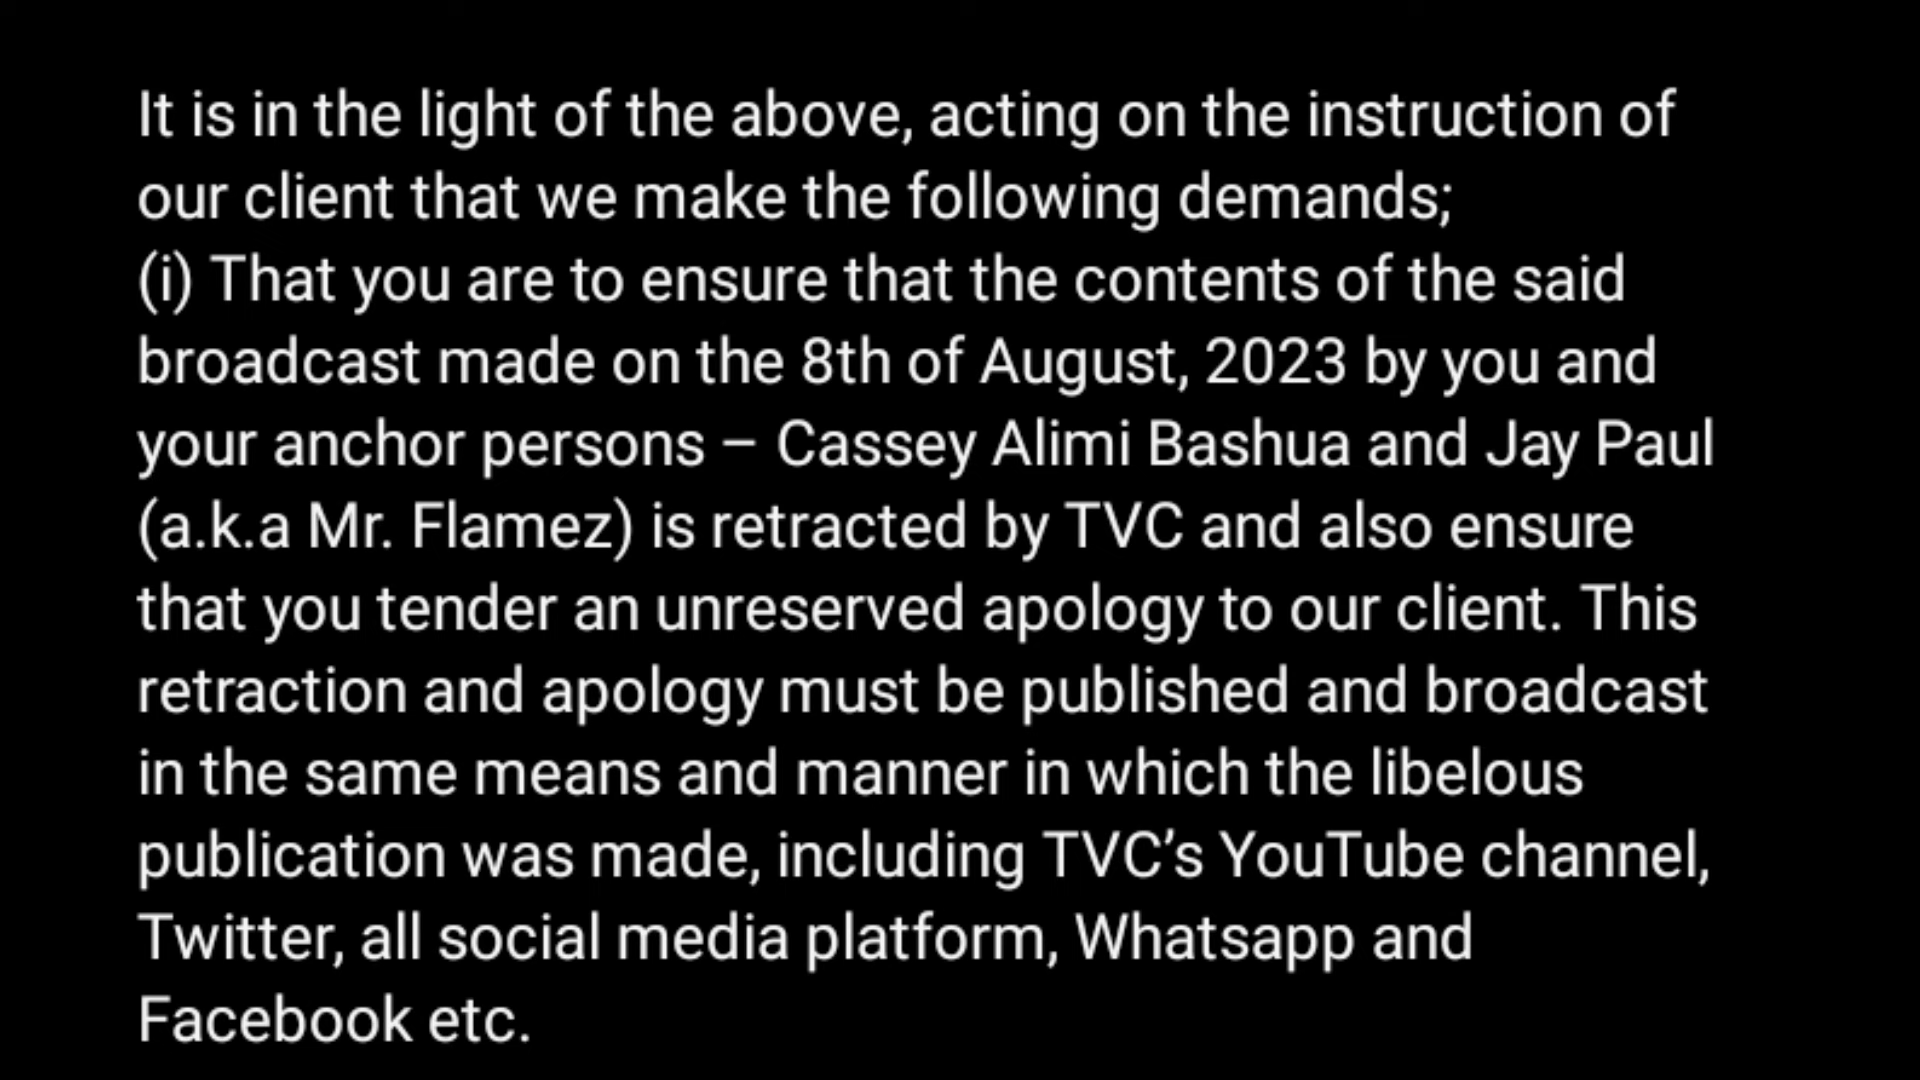 It is in the light of the above, acting on the instruction of
our client that we make the following demands;
(i) That you are to ensure that the contents of the said
broadcast made on the 8th of August, 2023 by you and
your anchor persons – Cassey Alimi Bashua and Jay Paul
(a.k.a Mr. Flamez) is retracted by TVC and also ensure
that you tender an unreserved apology to our client. This
retraction and apology must be published and broadcast
in the same means and manner in which the libelous
publication was made, including TVC’s YouTube channel,
Twitter, all social media platform, Whatsapp and
Facebook etc.